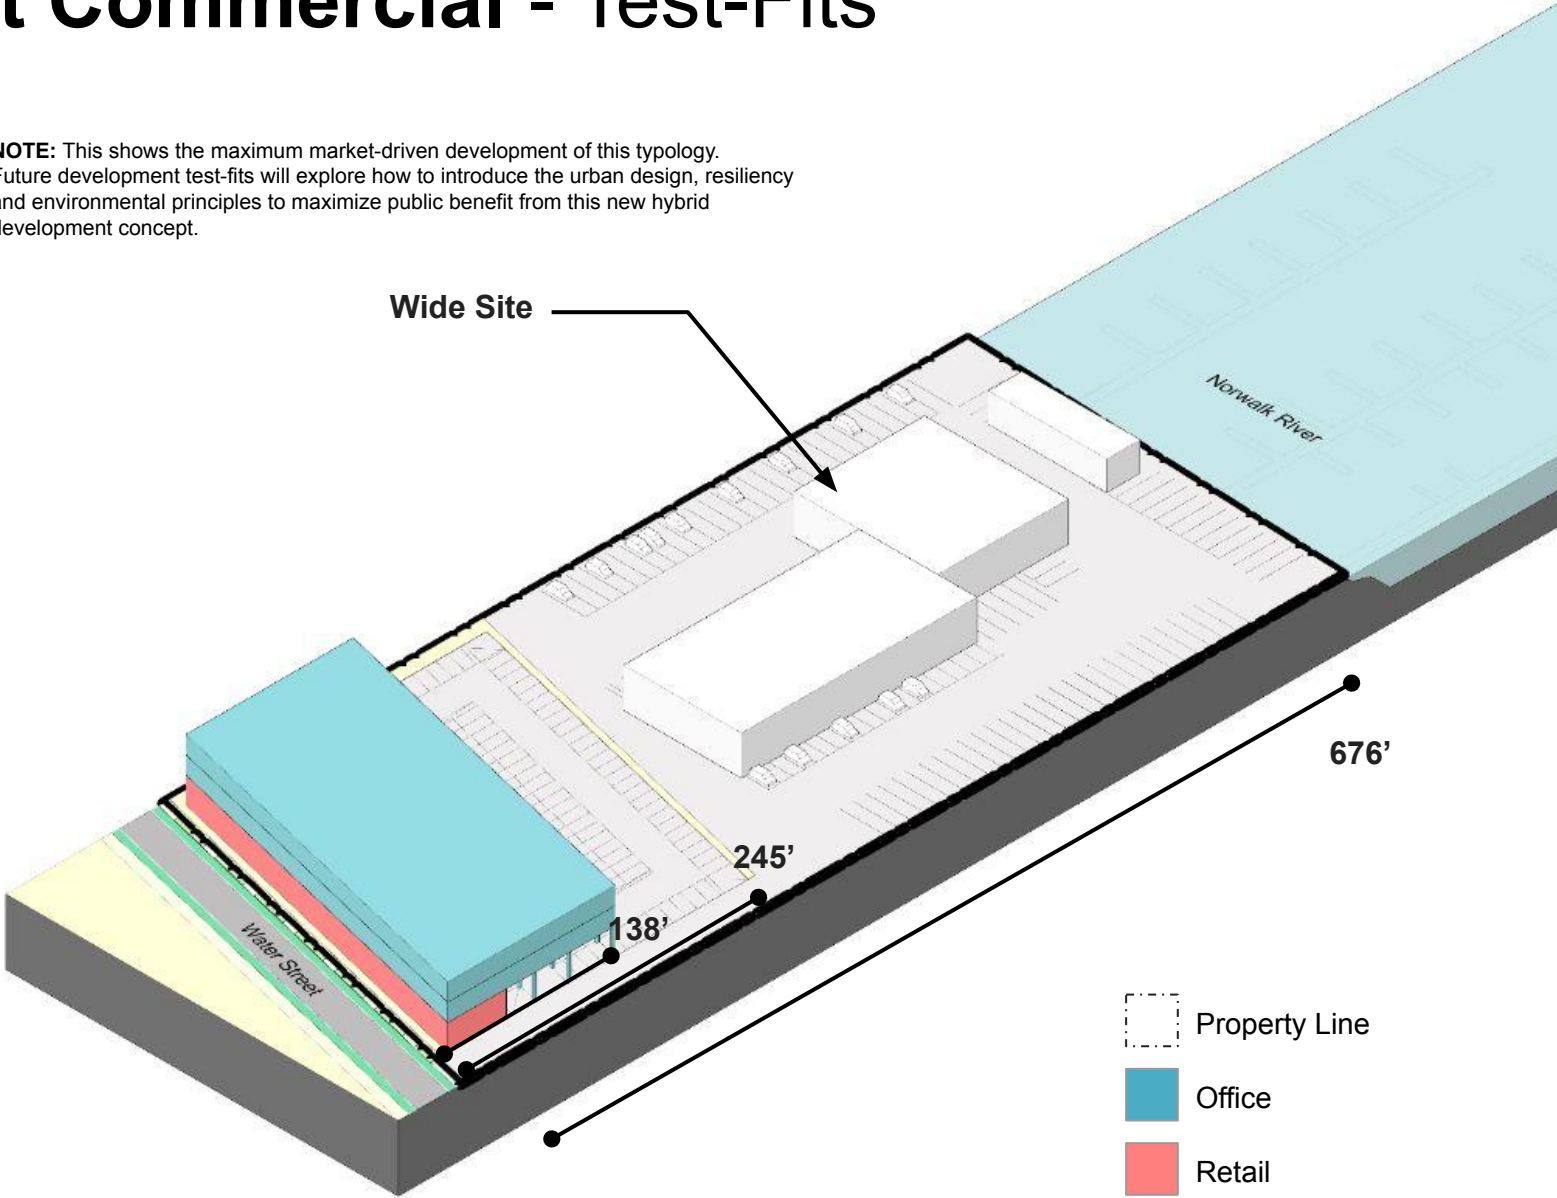 t Commercial - Test-Fits
NOTE: This shows the maximum market-driven development of this typology.
Future development test-fits will explore how to introduce the urban design, resiliency
and environmental principles to maximize public benefit from this new hybrid
development concept.
Wide Site
Norwalk River
676’
245’
138’
Water Street
Property Line
Office
Retail